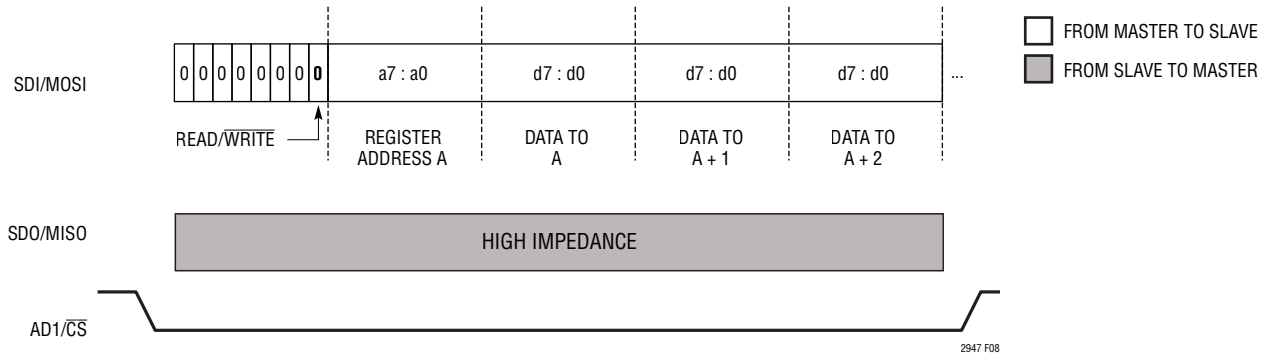 FROM MASTER TO SLAVE
FROM SLAVE TO MASTER
SDI/MOSI
0 0 0 0 0 0 0 0 a7 : a0 d7 : d0 d7 : d0 d7 : d0 ...
READ/WRITE
REGISTER ADDRESS A
DATA TO A
DATA TO A + 1
DATA TO A + 2
SDO/MISO
HIGH IMPEDANCE
AD1/CS
2947 F08